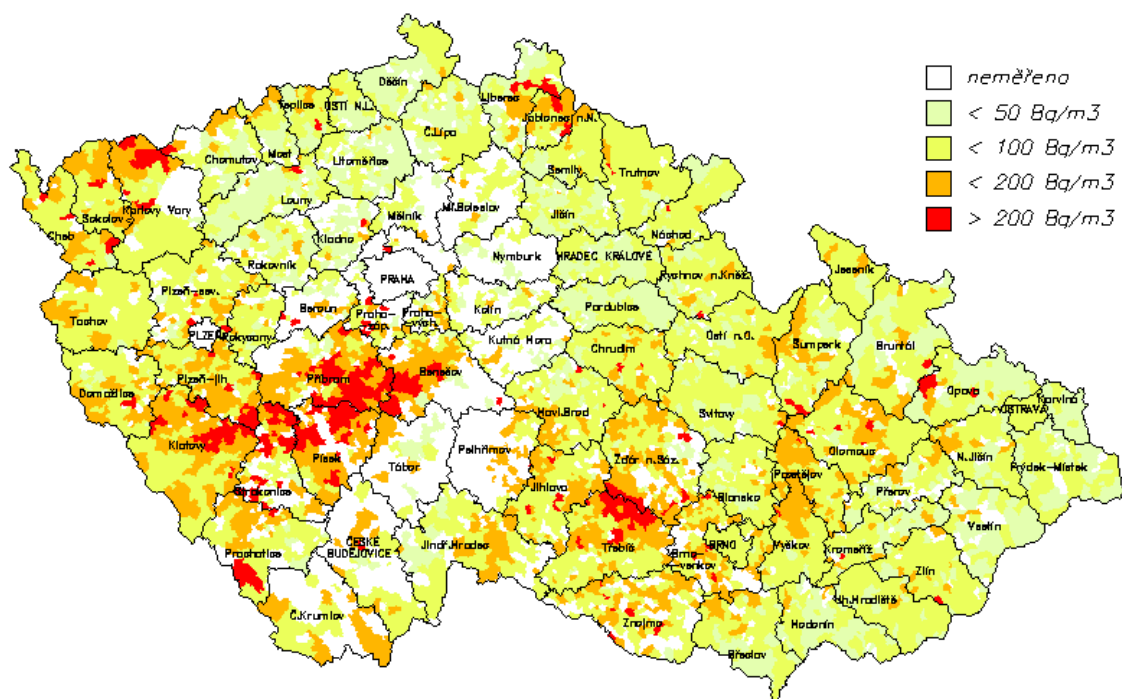 neměřeno
< 50 Bq/m3
< 100 Bq/m3
< 200 Bq/m3
> 200 Bq/m3
Děčín
Liberec
Teplice
ÚSTÍ N.L.
Jablonec n.N.
Č.Lípa
Chomutov
Most
Litoměřice
Semily
Trutnov
Sokolov
Karlovy Vary
Louny
Mělník
Ml.Boleslav
Jičín
Cheb
Kladno
Náchod
Rakovník
Nymburk
HRADEC KRÁLOVÉ
PRAHA
Rychnov n.Kněž.
Jeseník
Plzeň-sev.
Beroun
Kolín
Pardubice
Tachov
Praha-
záp.
Praha-
vých.
PLZEŇ
Rokycany
Kutná Hora
Chrudim
Ústí n.O.
Šumperk
Bruntál
Plzeň-jih
Příbram
Benešov
Domažlice
Opava
Karviná
OSTRAVA
Havl.Brod
Svitavy
Klatovy
Písek
Tábor
Pelhřimov
Žďár n.Sáz.
Olomouc
N.Jičín
Frýdek-Místek
Prostějov
Strakonice
Jihlava
Blansko
Přerov
Vsetín
Prachatice
ČESKÉ
BUDĚJOVICE
Jindř.Hradec
Třebíč
Brno-
venkov
BRNO
Vyškov
Kroměříž
Zlín
Č.Krumlov
Znojmo
Uh.Hradiště
Hodonín
Břeclav